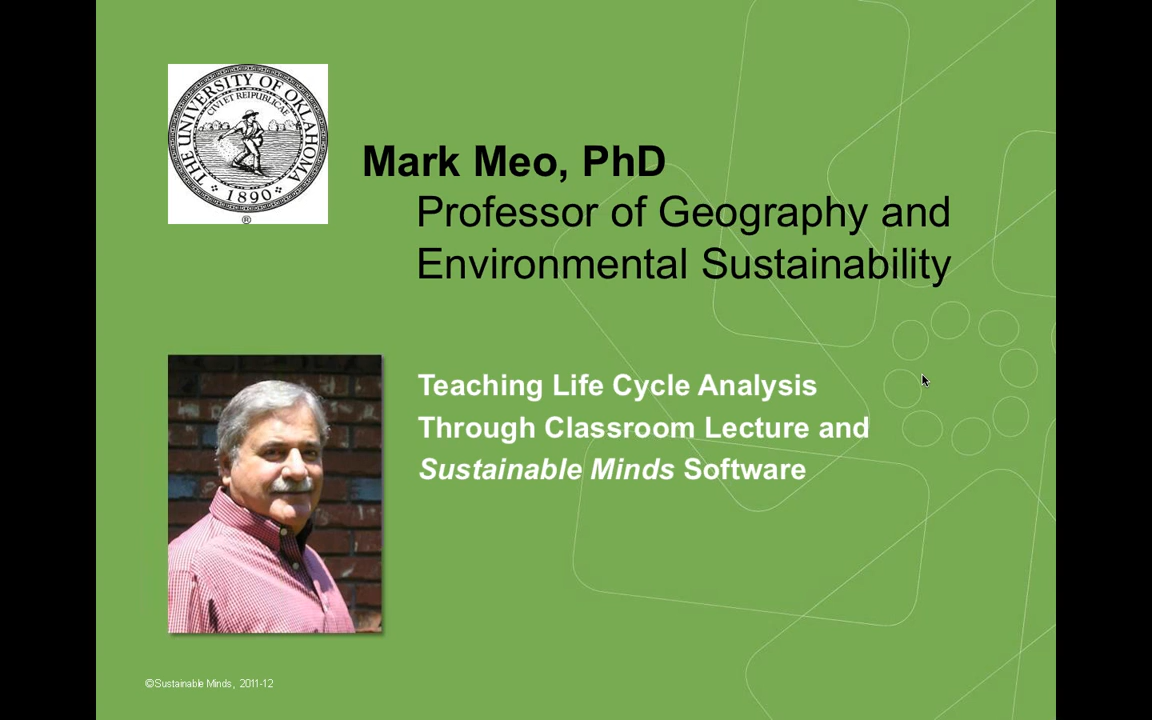 THE UNIVERSITY OF OKLAHOMA
CIVI ET REIPUBLICAE
1890
®
Mark Meo, PhD
Professor of Geography and
Environmental Sustainability
Teaching Life Cycle Analysis
Through Classroom Lecture and
Sustainable Minds Software
©Sustainable Minds, 2011-12